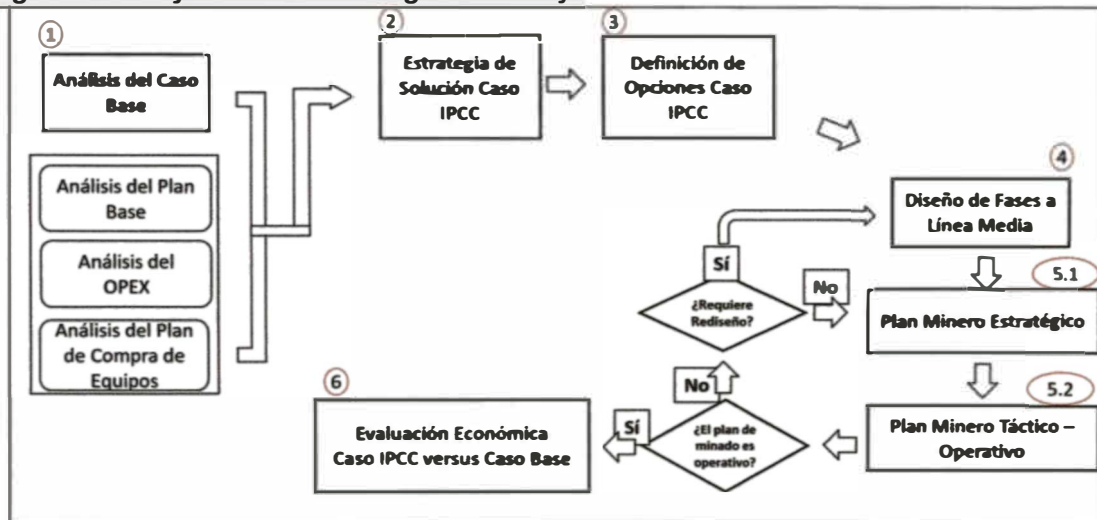 1
Análisis del Caso
Base
Análisis del Plan
Base
Análisis del
OPEX
Análisis del Plan
de Compra de
Equipos
2
Estrategia de
Solución Caso
IPCC
3
Definición de
Opciones Caso
IPCC
4
Diseño de Fases a
Línea Media
5.1
Plan Minero Estratégico
5.2
Plan Minero Táctico –
Operativo
¿El plan de
minado es
operativo?
No
¿Requiere
Rediseño?
Sí
No
Sí
6
Evaluación Económica
Caso IPCC versus Caso Base